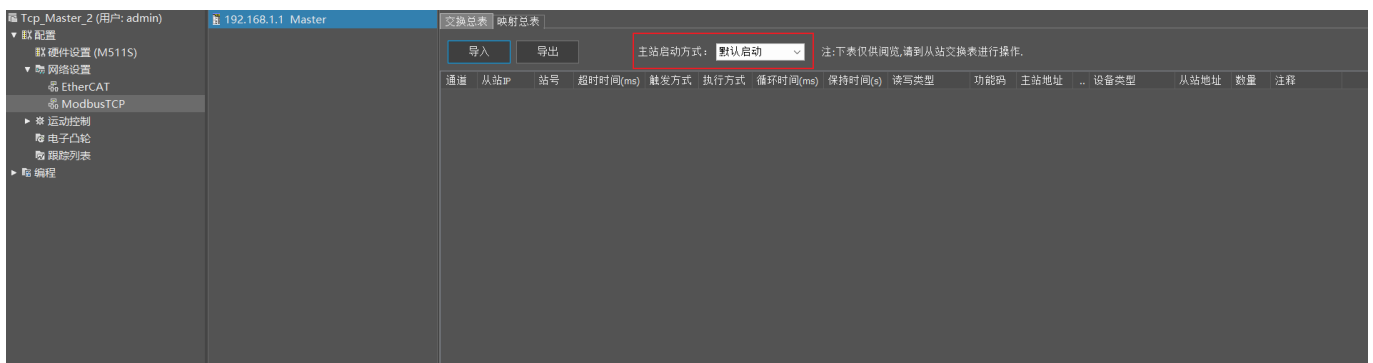 Tcp_Master_2 (用户: admin)
配置
硬件设置 (M511S)
网络设置
EtherCAT
ModbusTCP
运动控制
电子凸轮
跟踪列表
编程
192.168.1.1 Master
交换总表 映射总表
导入 导出 主站启动方式: 默认启动 注:下表仅供阅览,请到从站交换表进行操作.
通道 从站IP 站号 超时时间(ms) 触发方式 执行方式 循环时间(ms) 保持时间(s) 读写类型 功能码 主站地址 .. 设备类型 从站地址 数量 注释